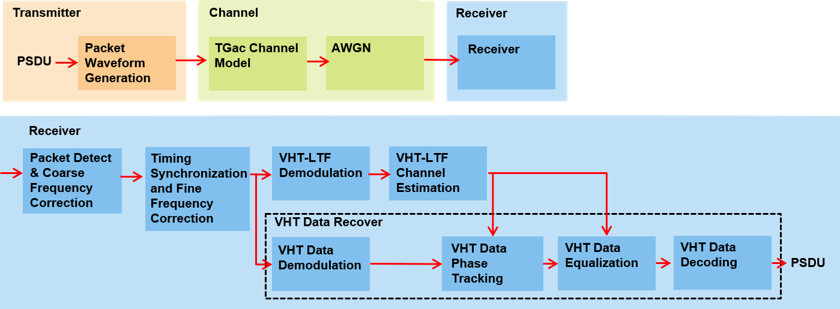 Transmitter
Channel
Receiver
PSDU
Packet
Waveform
Generation
TGac Channel
Model
AWGN
Receiver
Receiver
Packet Detect
& Coarse
Frequency
Correction
Timing
Synchronization
and Fine
Frequency
Correction
VHT-LTF
Demodulation
VHT-LTF
Channel
Estimation
VHT Data Recover
VHT Data
Demodulation
VHT Data
Phase
Tracking
VHT Data
Equalization
VHT Data
Decoding
PSDU